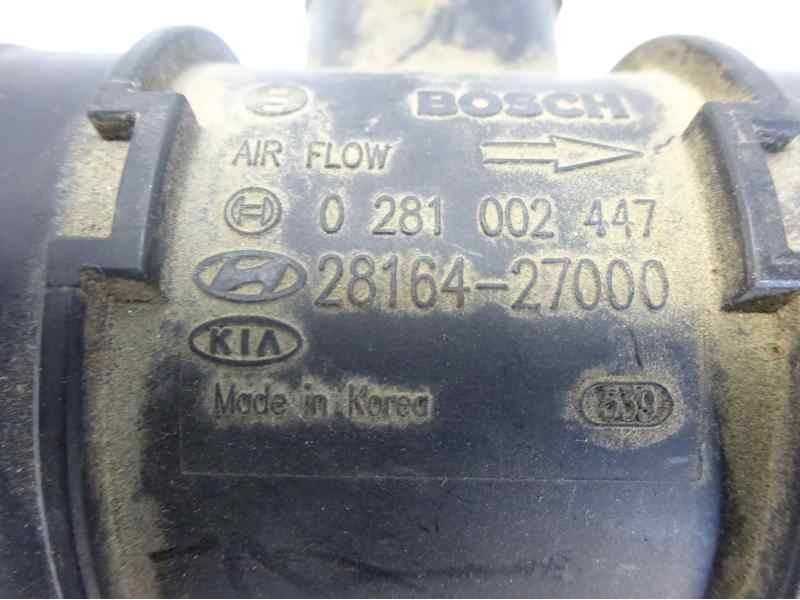 BOSCH
AIR FLOW
0 281 002 447
28164-27000
KIA
Made in Korea